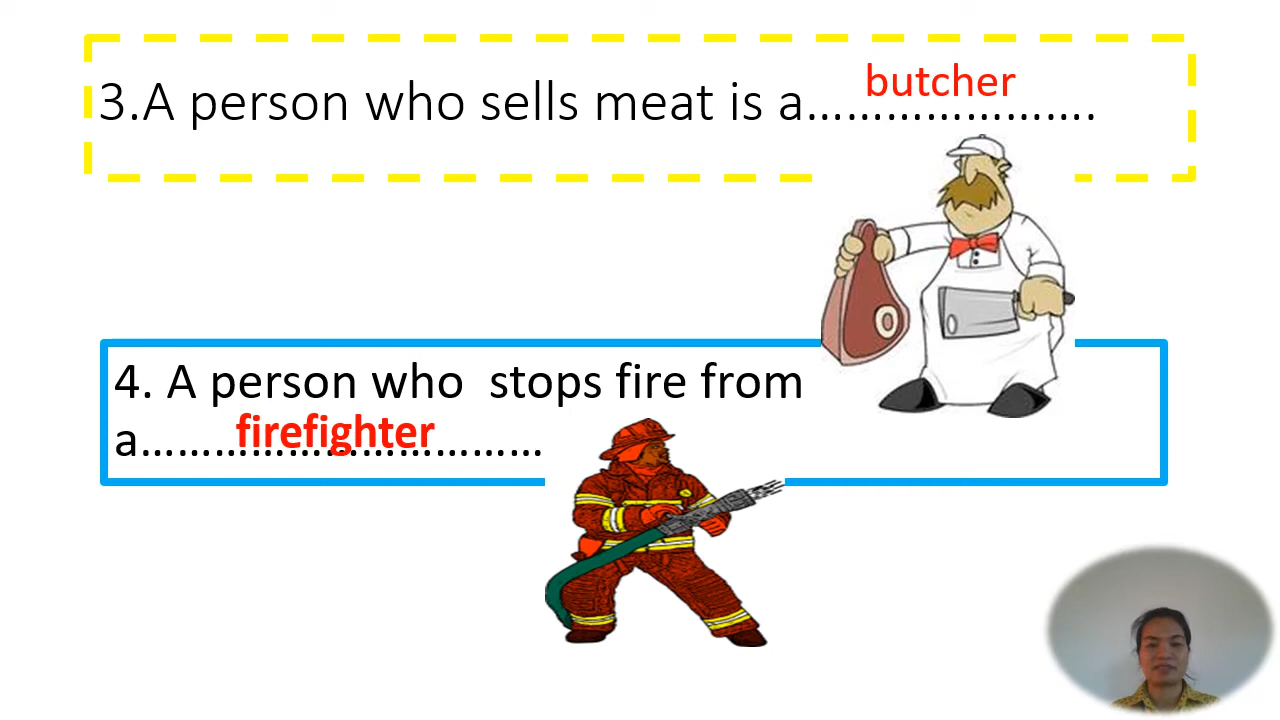 3.A person who sells meat is a………………….
butcher
4. A person who  stops fire from
a……………………………
firefighter